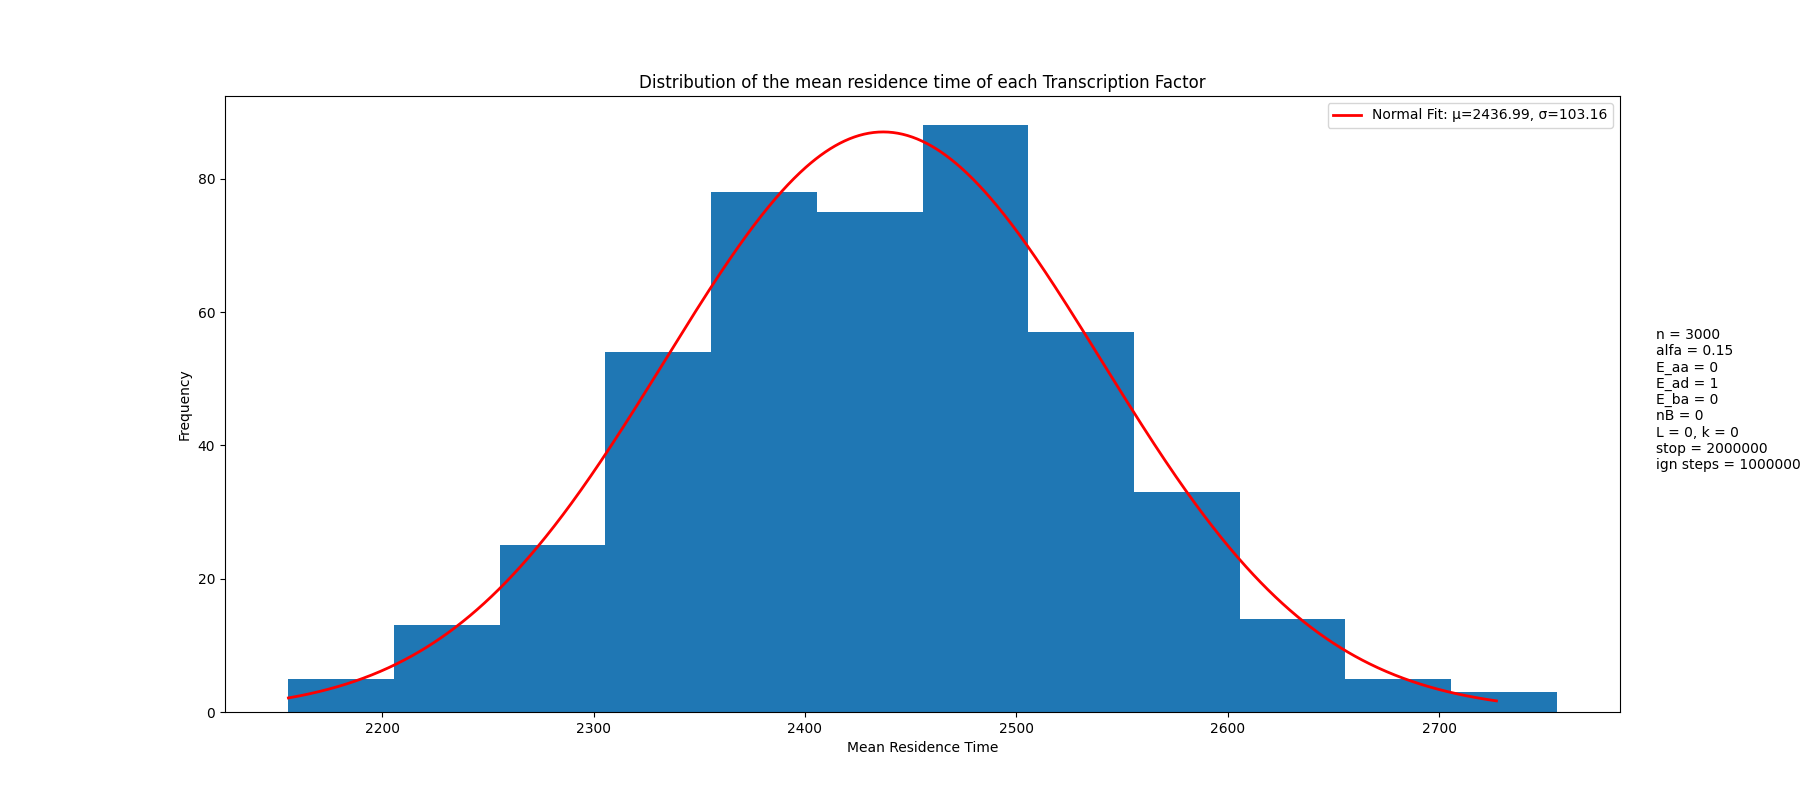 Distribution of the mean residence time of each Transcription Factor
Normal Fit: μ=2436.99, σ=103.16
80
60
40
20
0
Frequency
2200 2300 2400 2500 2600 2700
Mean Residence Time
n = 3000
alfa = 0.15
E_aa = 0
E_ad = 1
E_ba = 0
nB = 0
L = 0, k = 0
stop = 2000000
ign steps = 1000000